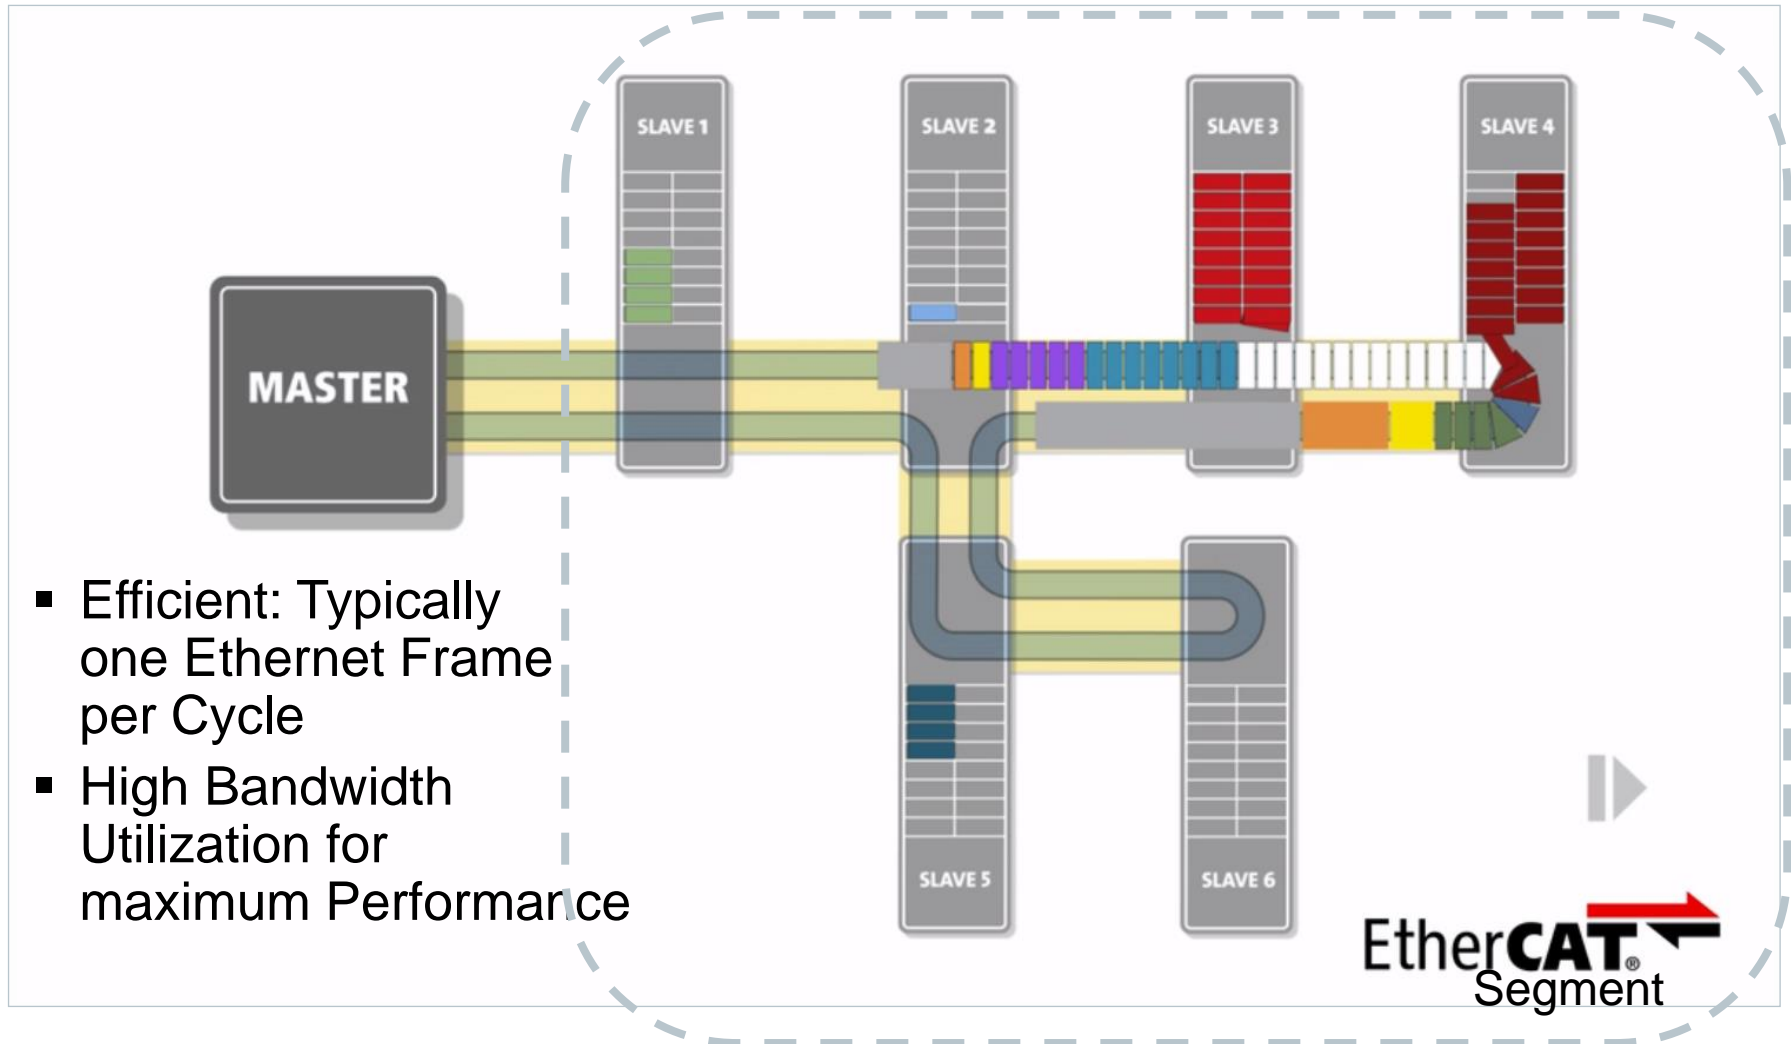 SLAVE 1
SLAVE 2
SLAVE 3
SLAVE 4
MASTER
▪ Efficient: Typically
one Ethernet Frame
per Cycle
▪ High Bandwidth
Utilization for
maximum Performance
SLAVE 5
SLAVE 6
EtherCAT®
Segment